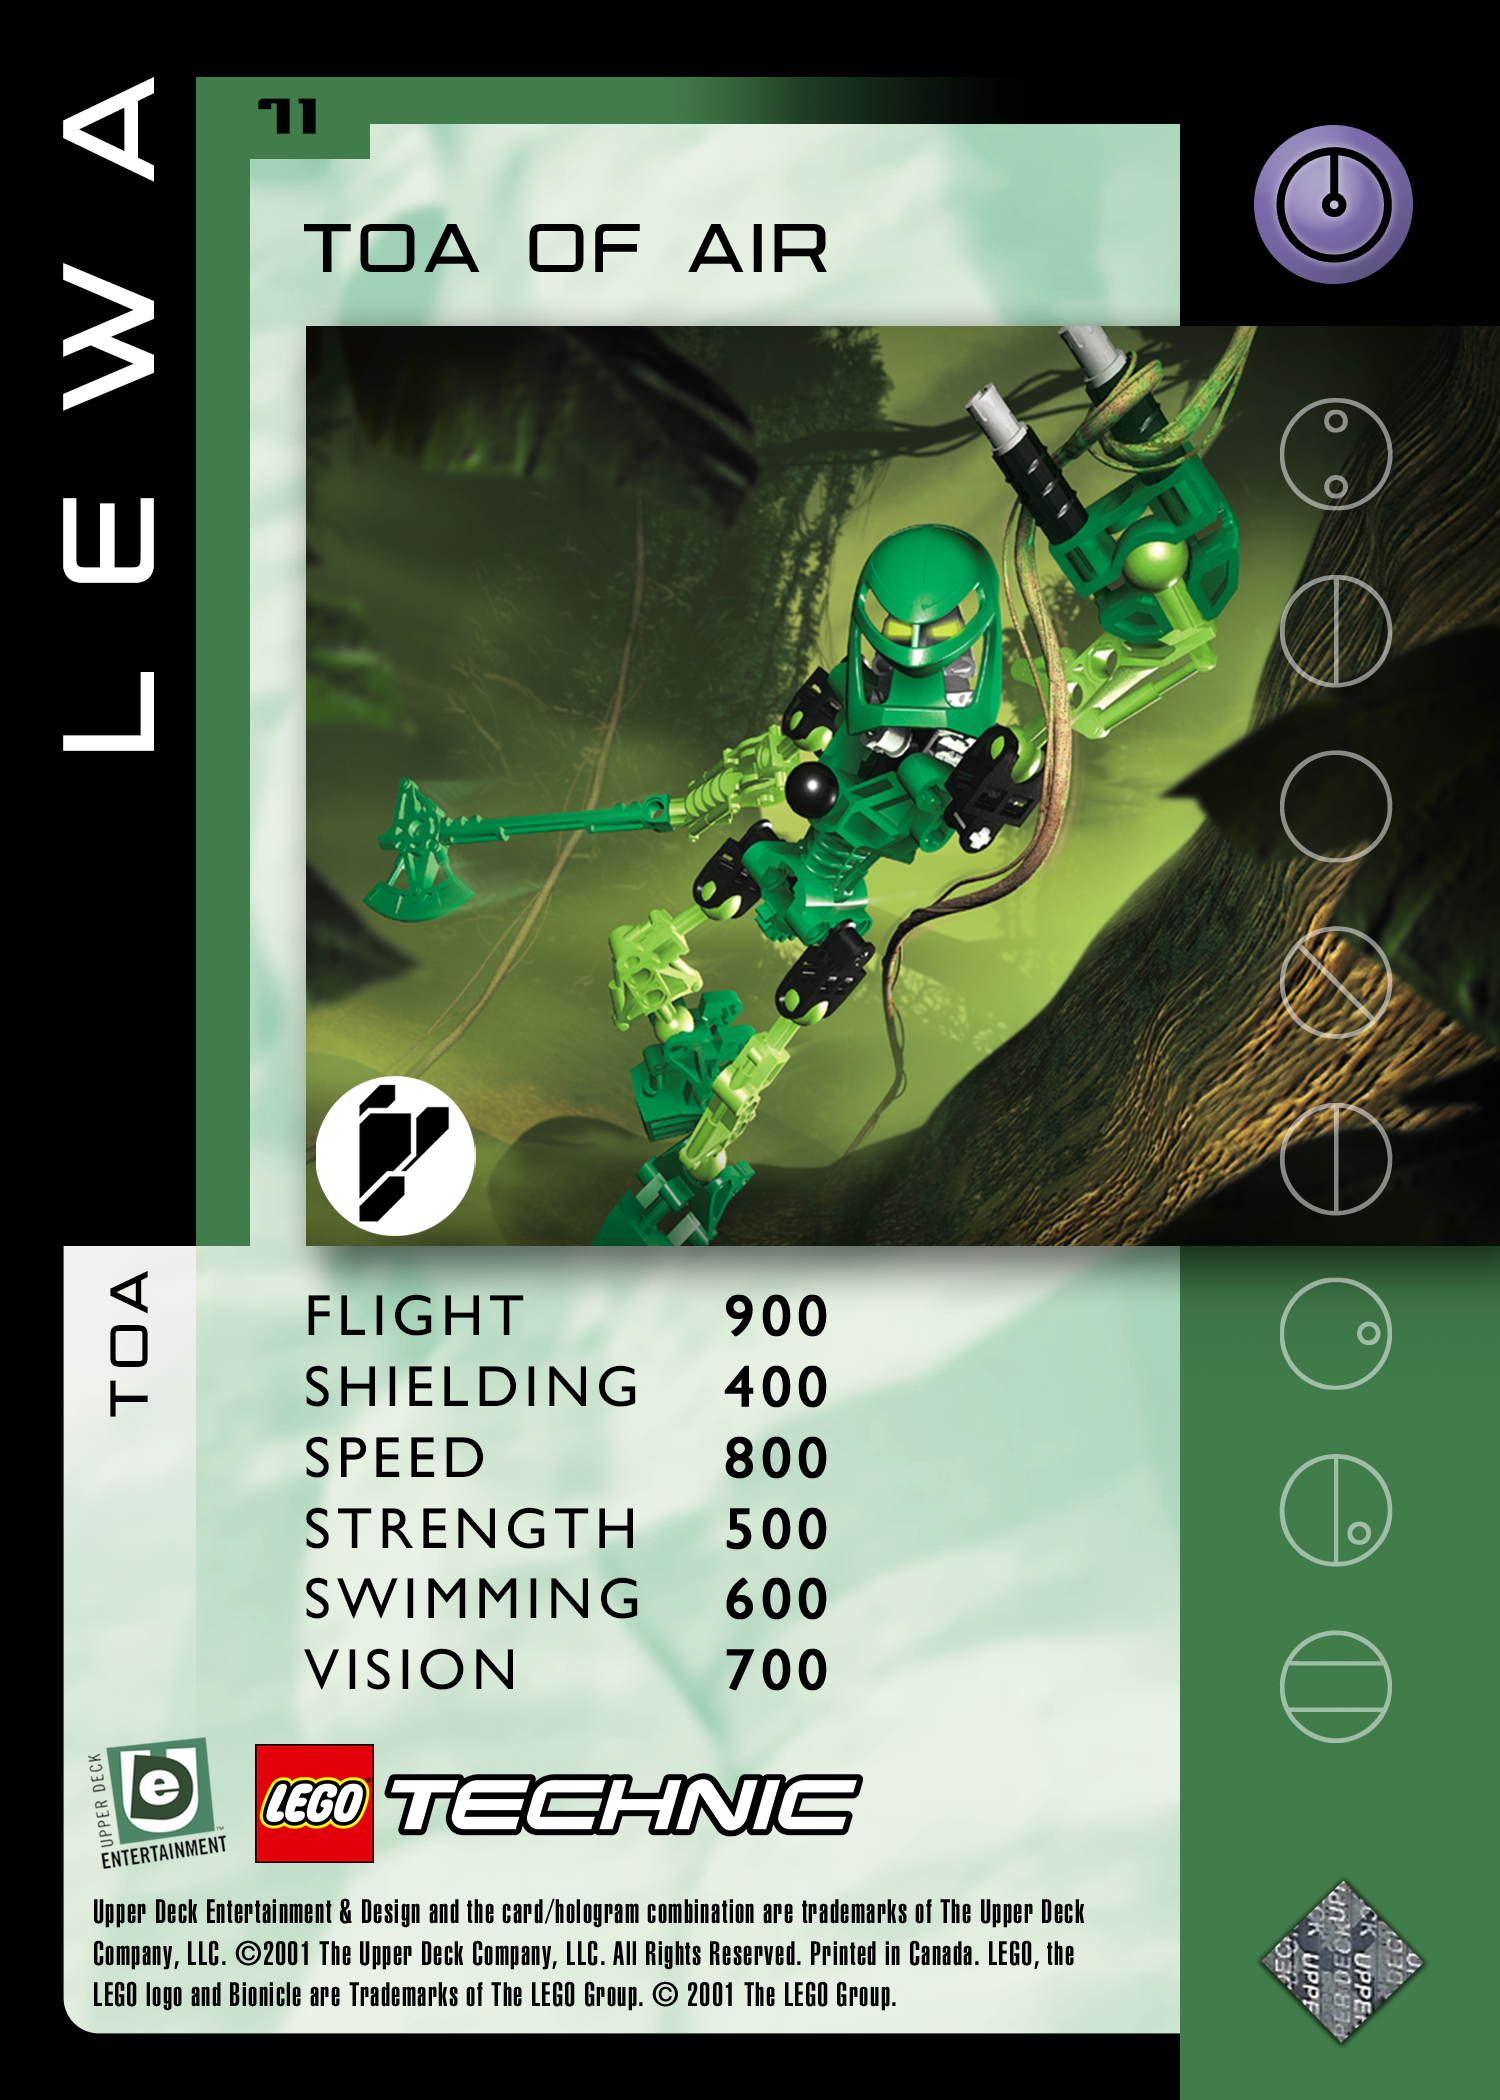 LEWA
71
TOA OF AIR
TOA
FLIGHT 900
SHIELDING 400
SPEED 800
STRENGTH 500
SWIMMING 600
VISION 700
UPPER DECK
ENTERTAINMENT
LEGO TECHNIC
Upper Deck Entertainment & Design and the card/hologram combination are trademarks of The Upper Deck
Company, LLC. ©2001 The Upper Deck Company, LLC. All Rights Reserved. Printed in Canada. LEGO, the
LEGO logo and Bionicle are Trademarks of The LEGO Group. © 2001 The LEGO Group.